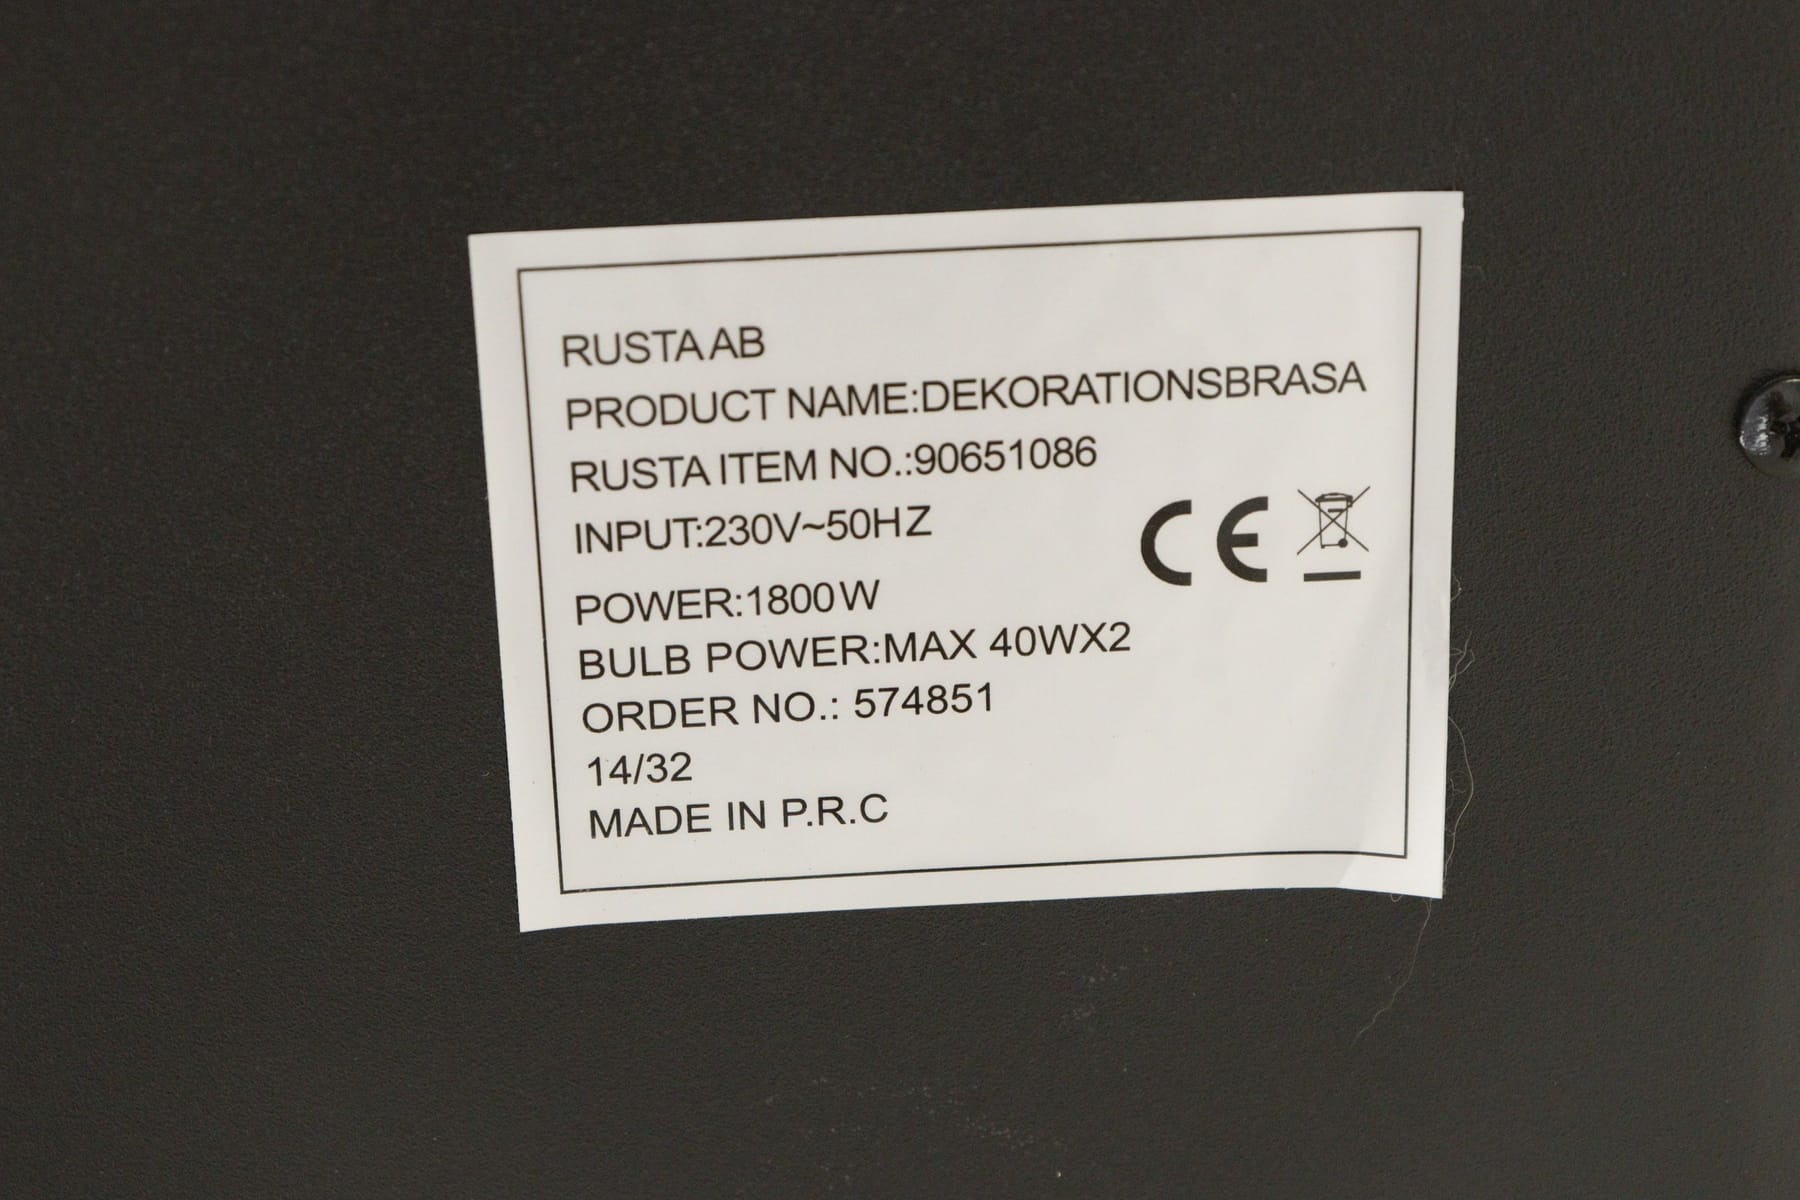 RUSTA AB
PRODUCT NAME:DEKORATIONSBRASA
RUSTA ITEM NO.:90651086
INPUT:230V~50HZ
CE
POWER:1800W
BULB POWER:MAX 40WX2
ORDER NO.: 574851
14/32
MADE IN P.R.C